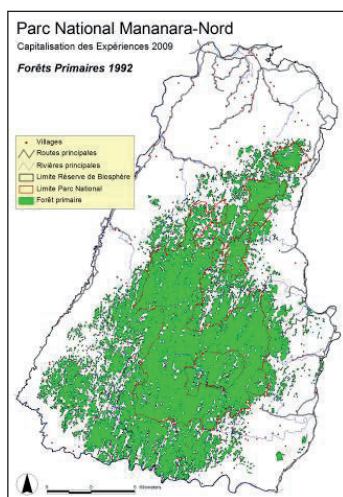 Parc National Mananara-Nord
Capitalisation des Expériences 2009
Forêts Primaires 1992
Villages
Routes principales
Rivières principales
Limite Réserve de Biosphère
Limite Parc National
Forêt primaire